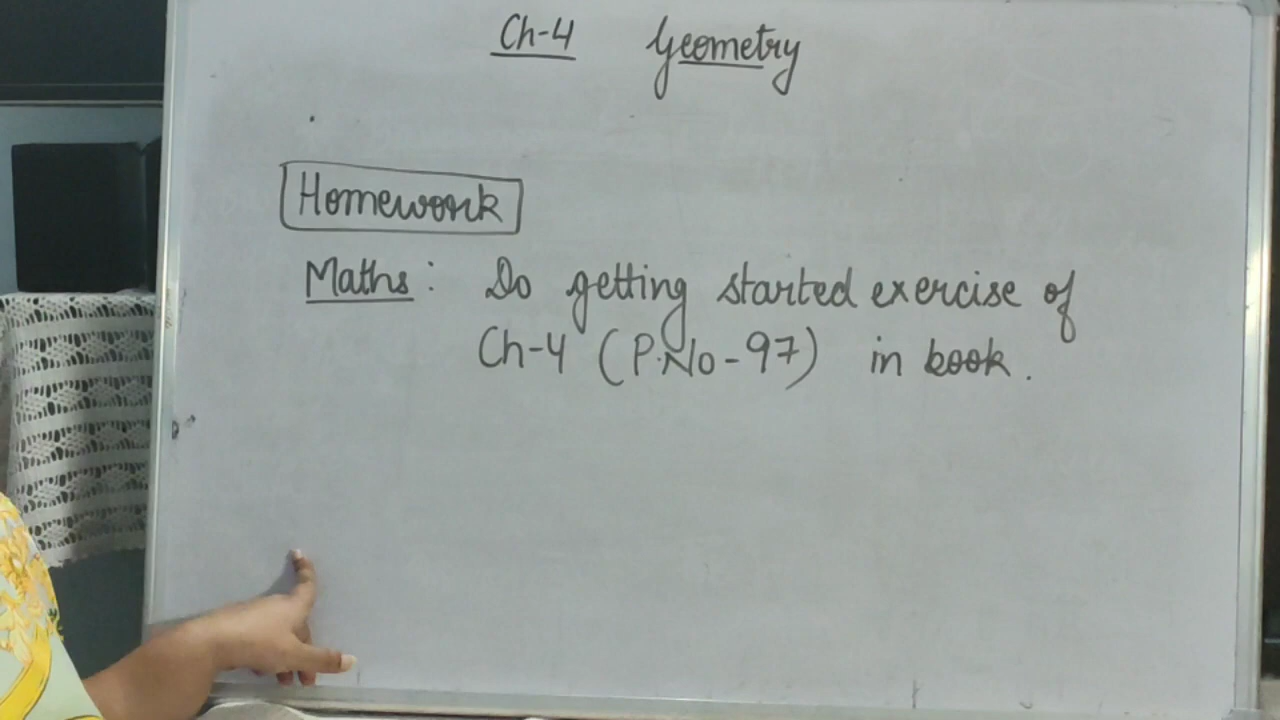 Ch-4 Geometry
Homework
Maths: Do getting started exercise of
Ch-4 (P.No-97) in book.